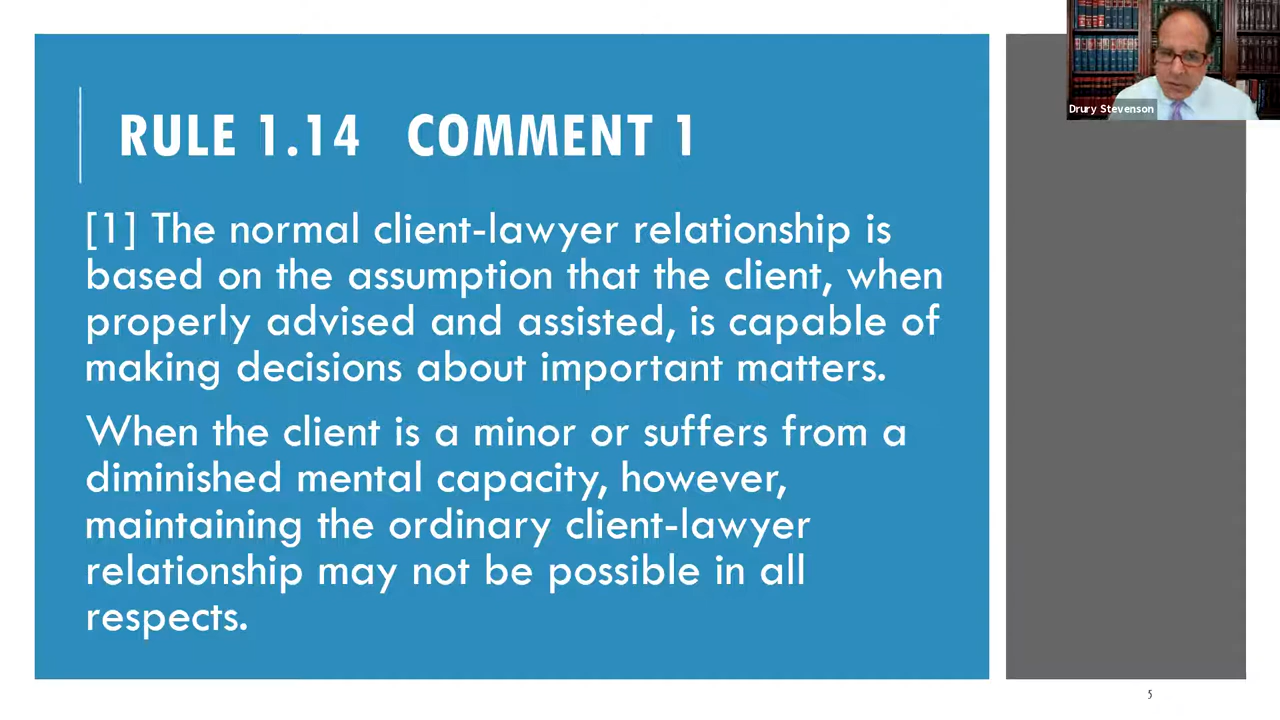 RULE 1.14 COMMENT 1
[1] The normal client-lawyer relationship is
based on the assumption that the client, when
properly advised and assisted, is capable of
making decisions about important matters.
When the client is a minor or suffers from a
diminished mental capacity, however,
maintaining the ordinary client-lawyer
relationship may not be possible in all
respects.
Drury Stevenson
5